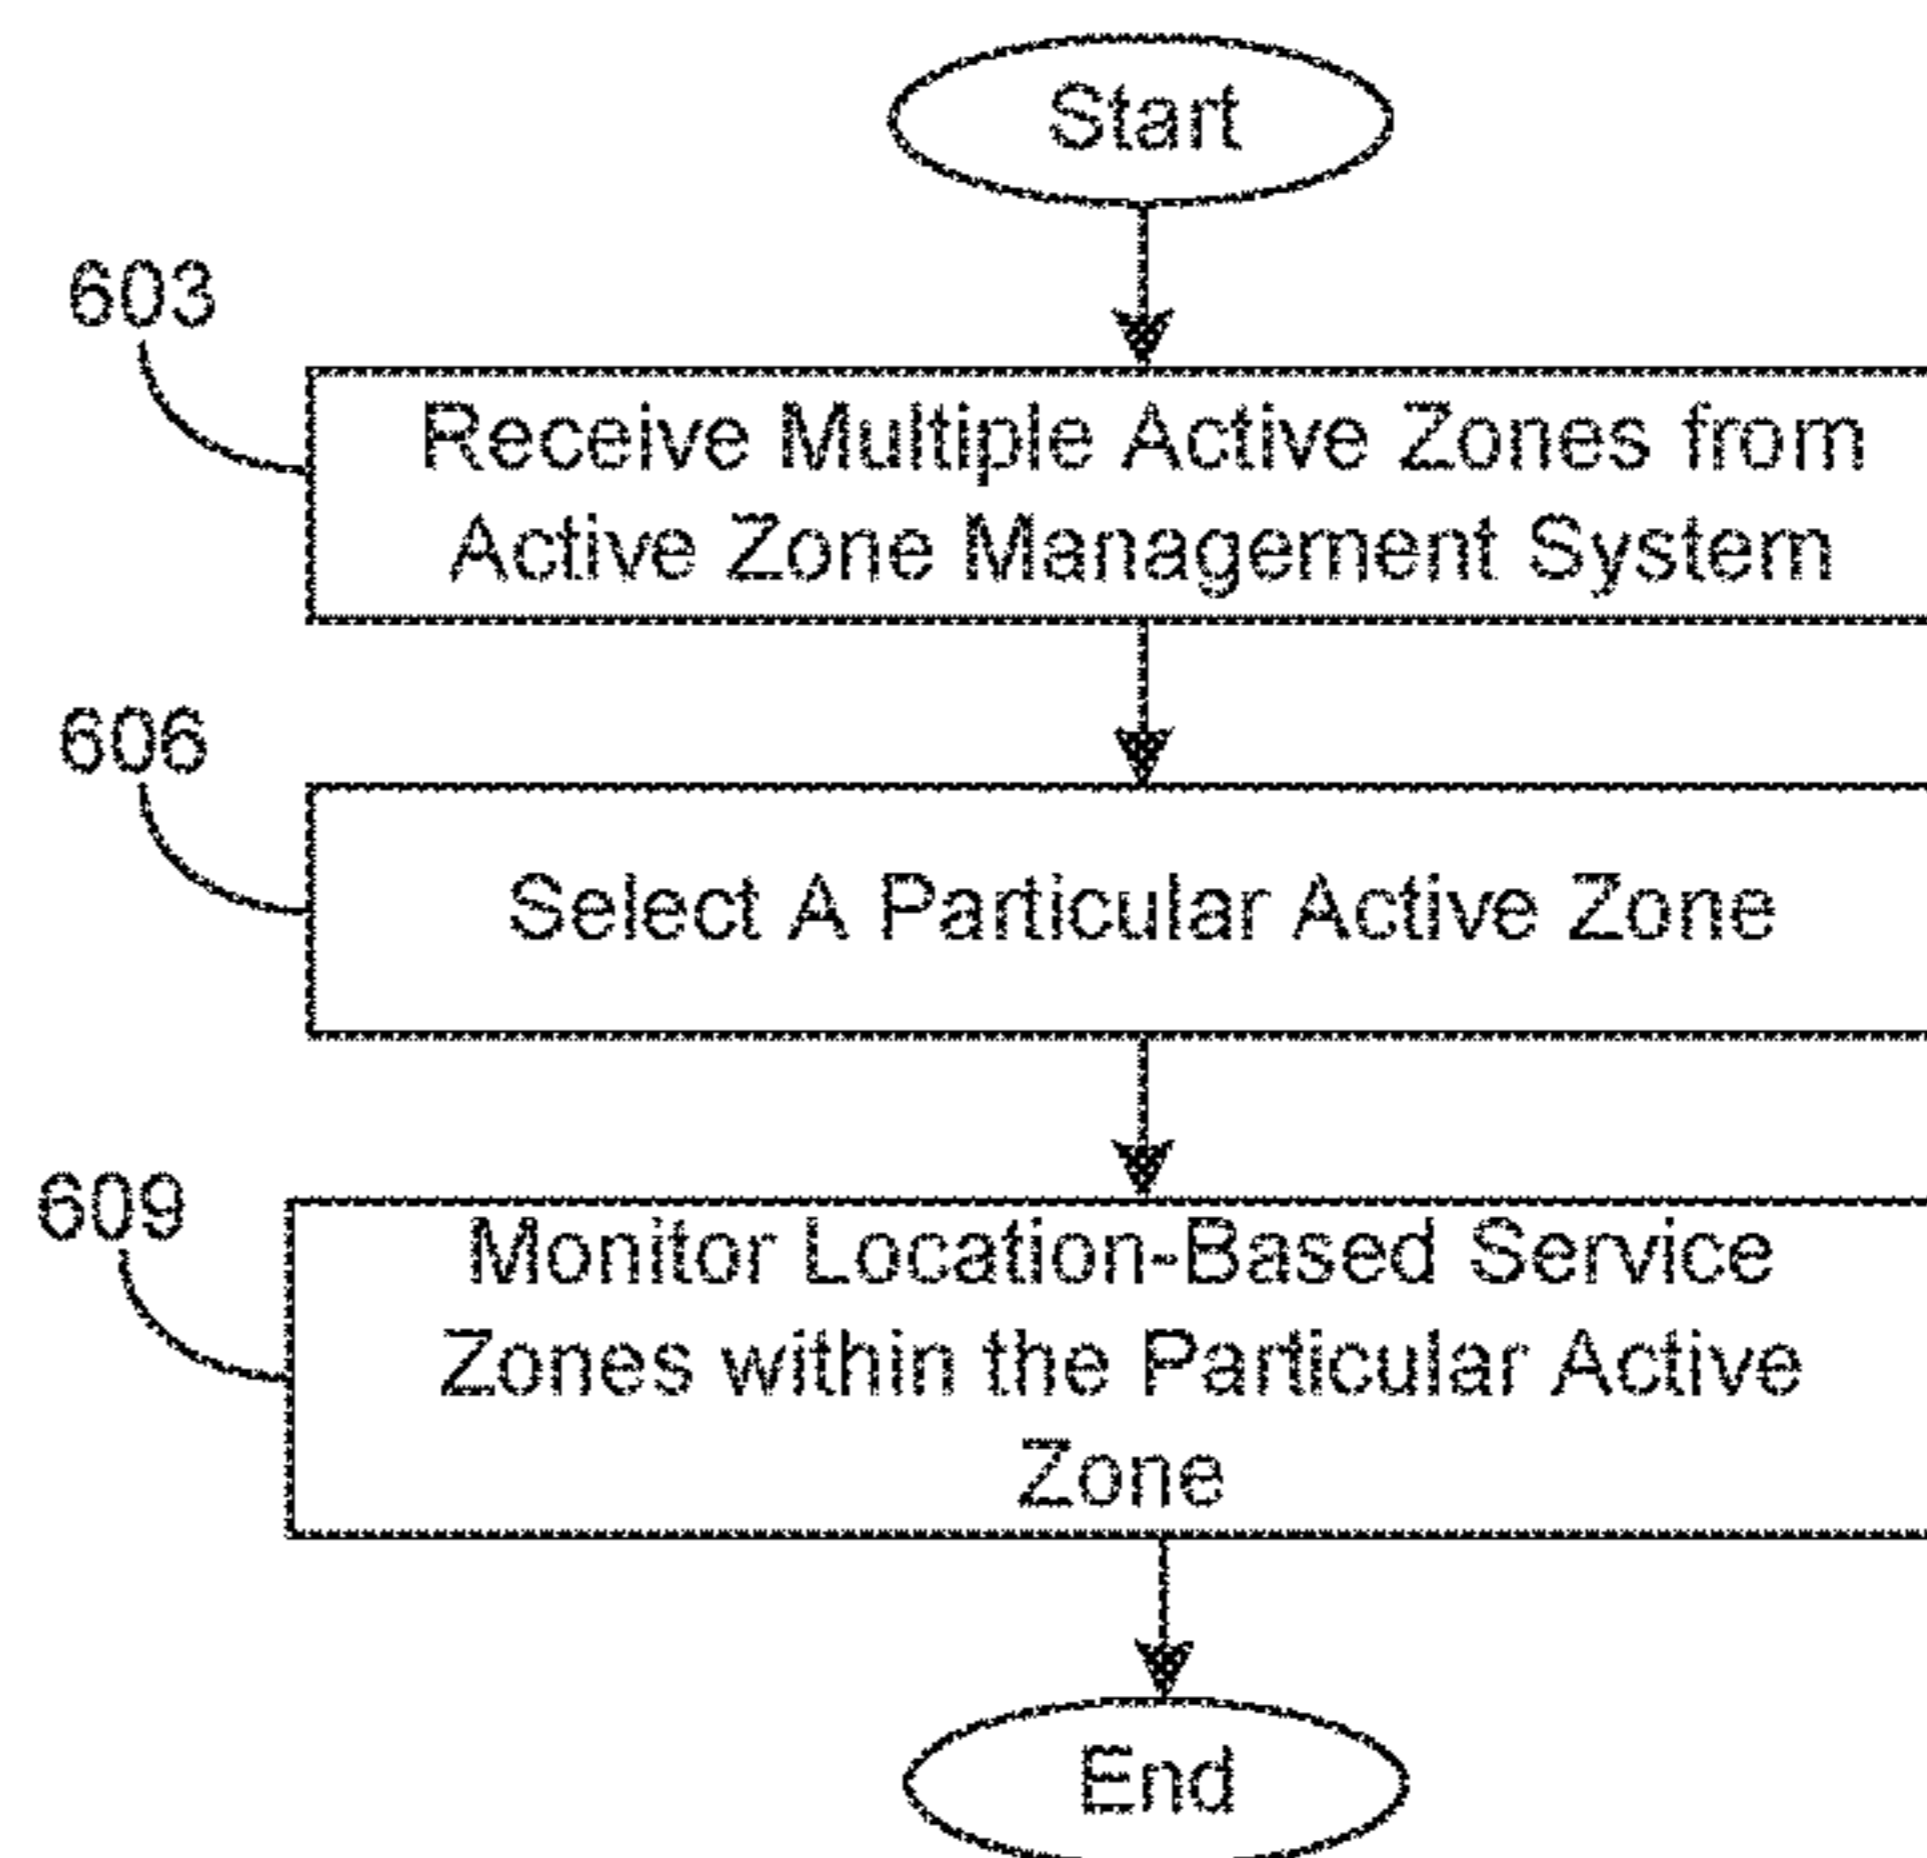 Start
603
Receive Multiple Active Zones from
Active Zone Management System
606
Select A Particular Active Zone
609
Monitor Location-Based Service
Zones within the Particular Active
Zone
End